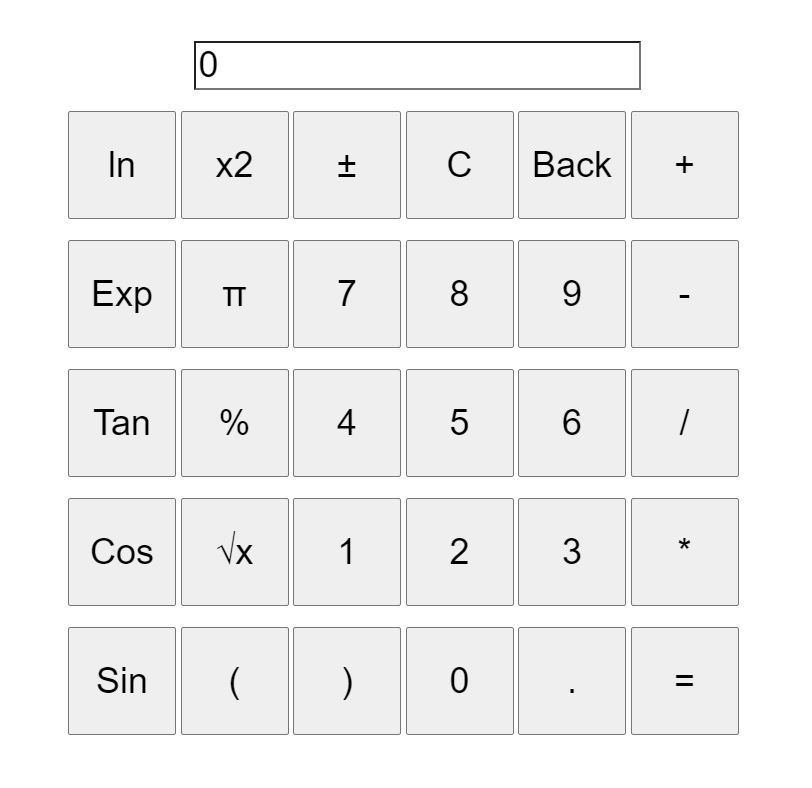 0
ln x2 ± C Back +
Exp π 7 8 9 -
Tan % 4 5 6 /
Cos √x 1 2 3 *
Sin ( ) 0 . =